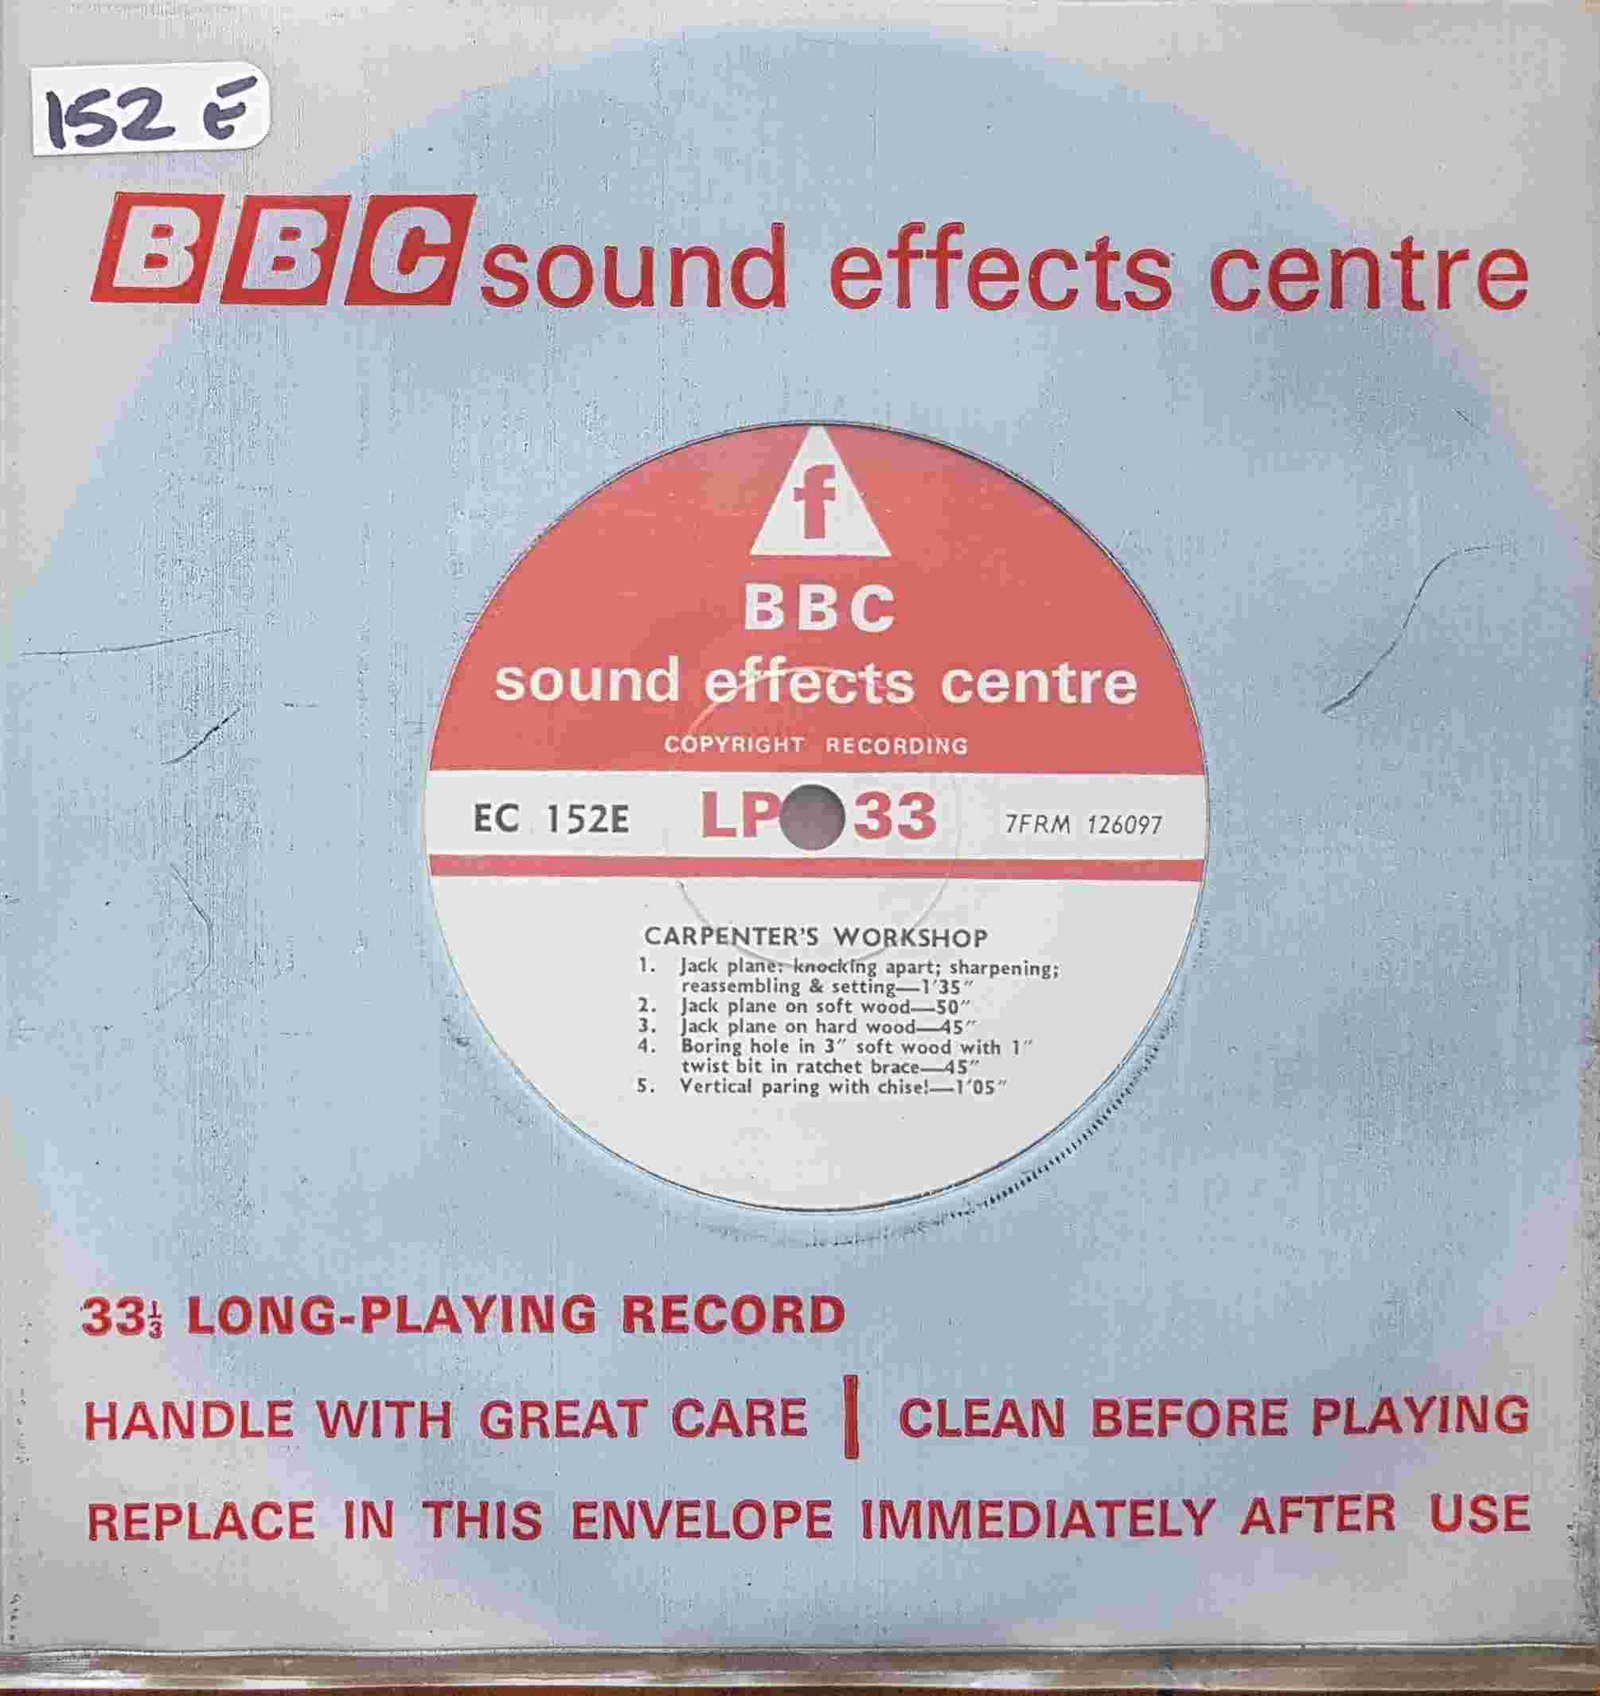 152 E
BBC sound effects centre
f
BBC
sound effects centre
COPYRIGHT RECORDING
EC 152E LP 33 7FRM 126097
CARPENTER'S WORKSHOP
1. Jack plane: knocking apart; sharpening;
reassembling & setting—1'35"
2. Jack plane on soft wood—50"
3. Jack plane on hard wood—45"
4. Boring hole in 3" soft wood with 1"
twist bit in ratchet brace—45"
5. Vertical paring with chisel—1'05"
33⅓ LONG-PLAYING RECORD
HANDLE WITH GREAT CARE | CLEAN BEFORE PLAYING
REPLACE IN THIS ENVELOPE IMMEDIATELY AFTER USE